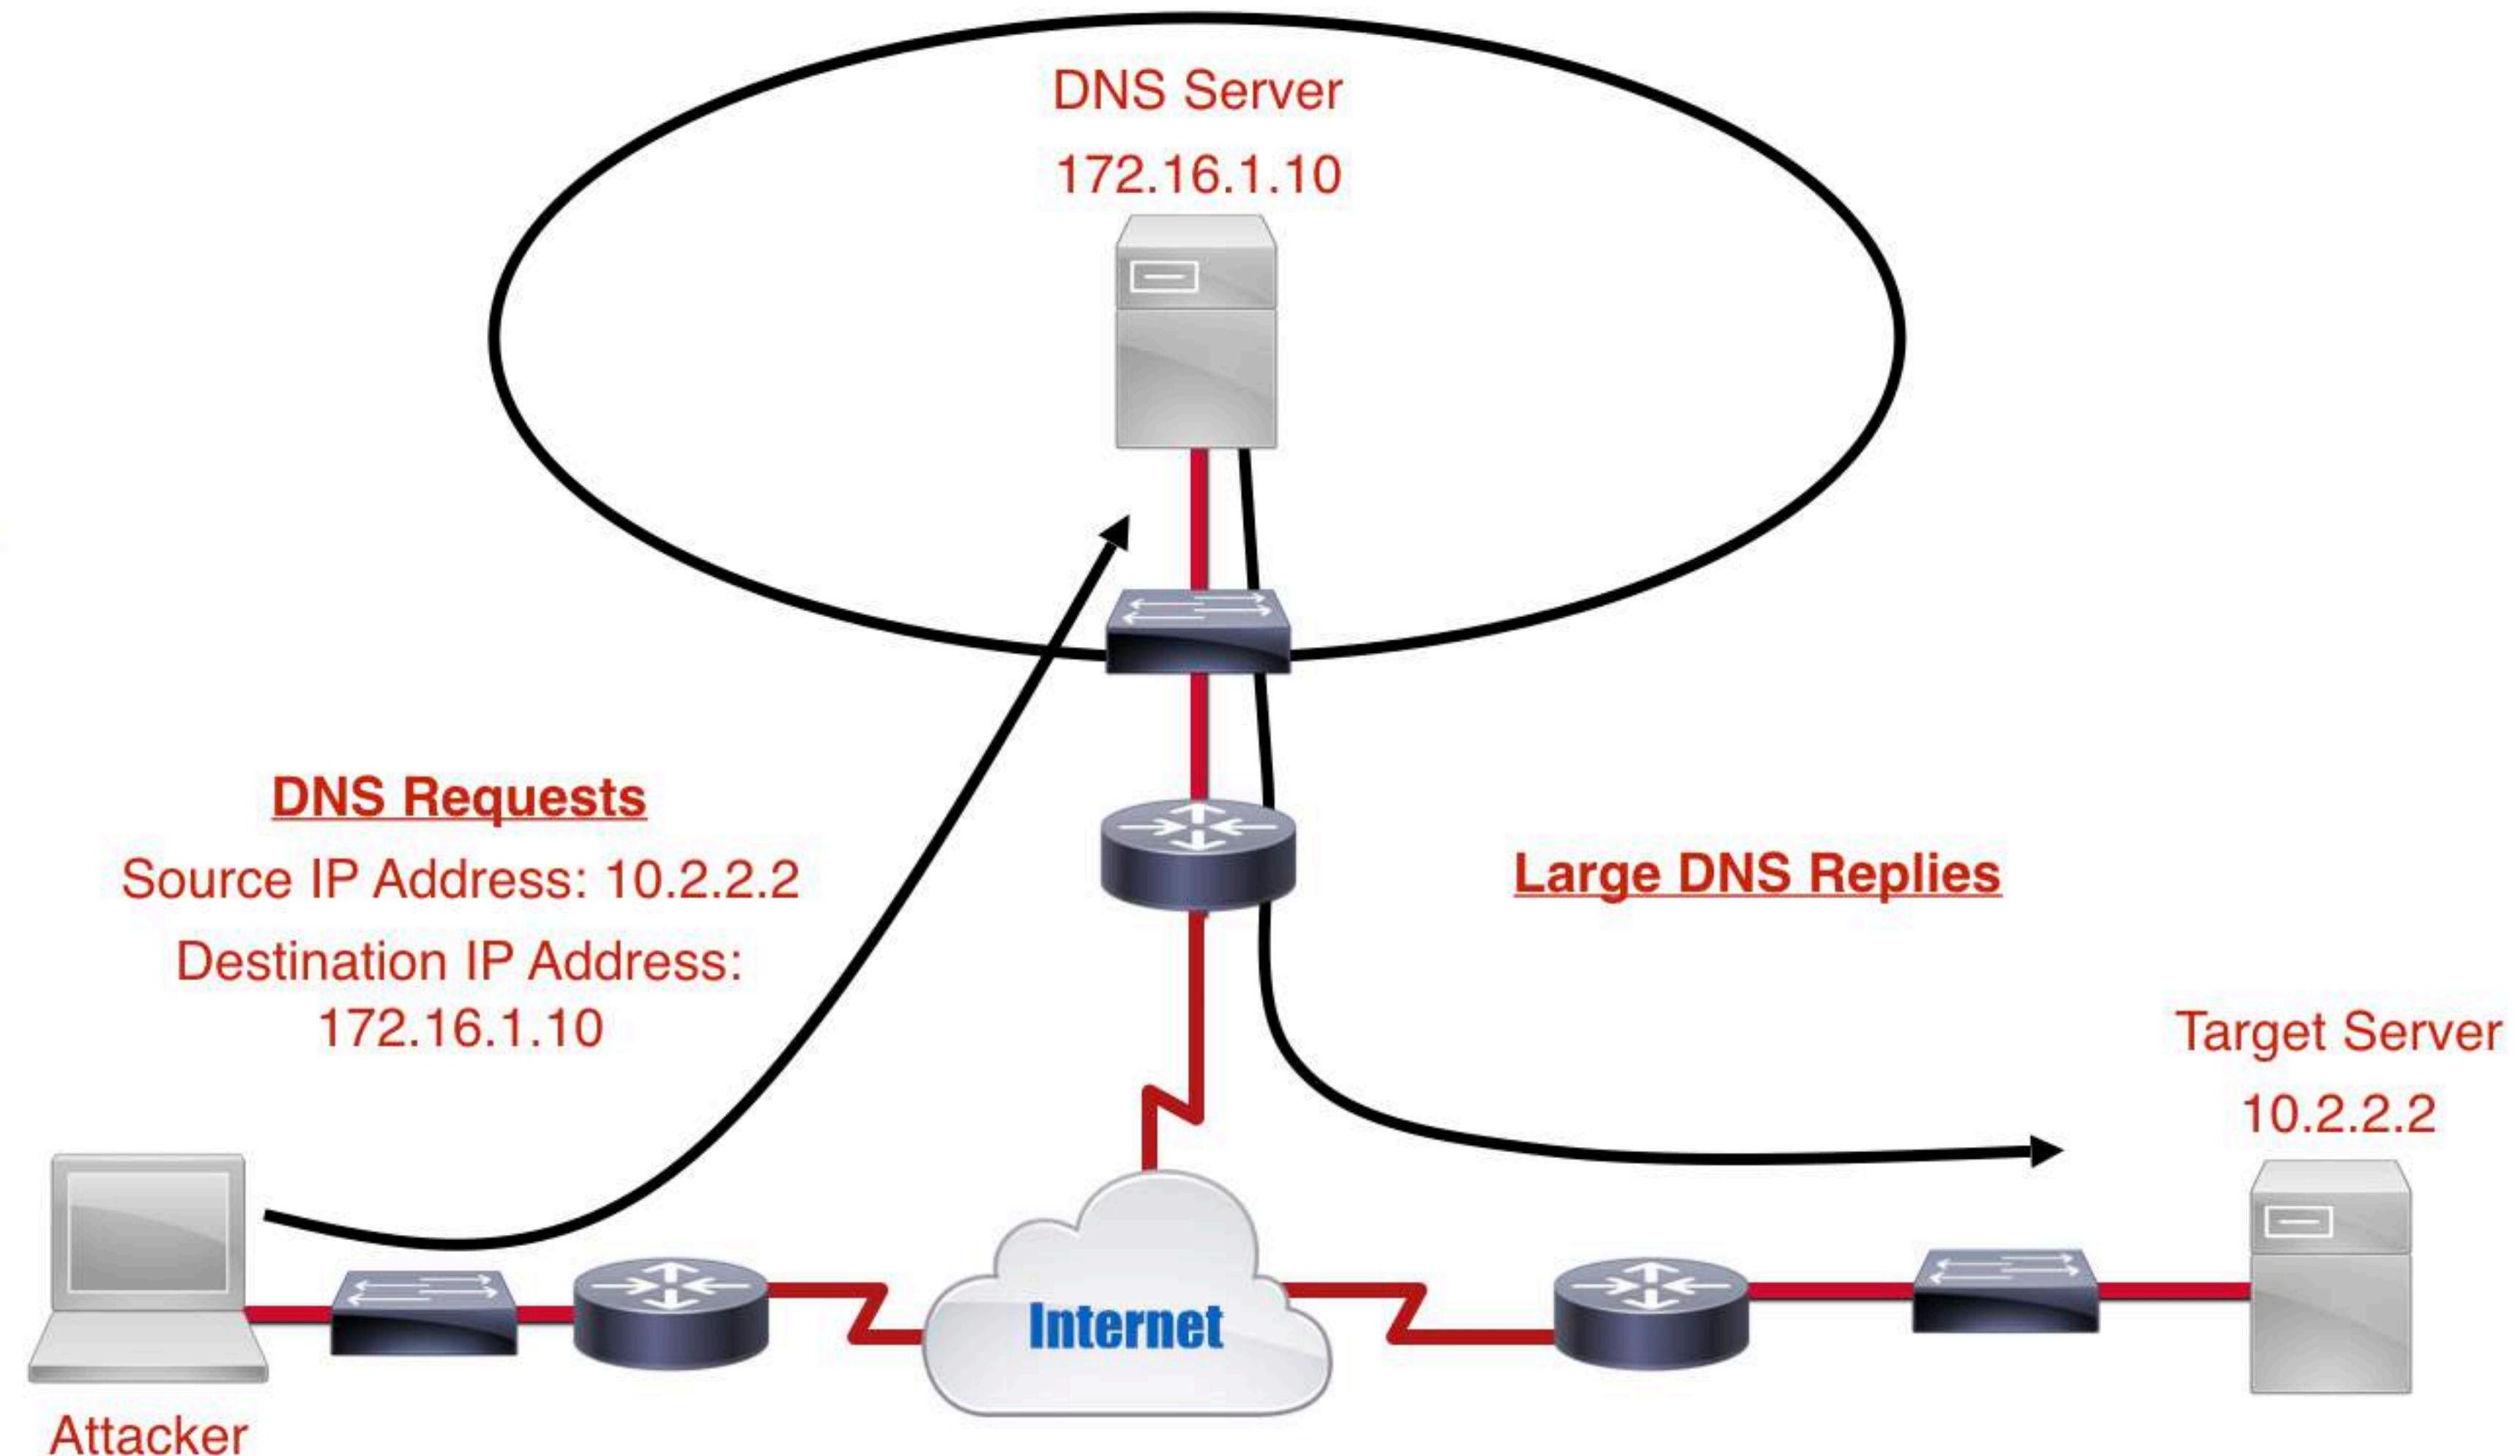 DNS Server
172.16.1.10
DNS Requests
Source IP Address: 10.2.2.2
Destination IP Address:
172.16.1.10
Large DNS Replies
Target Server
10.2.2.2
Internet
Attacker